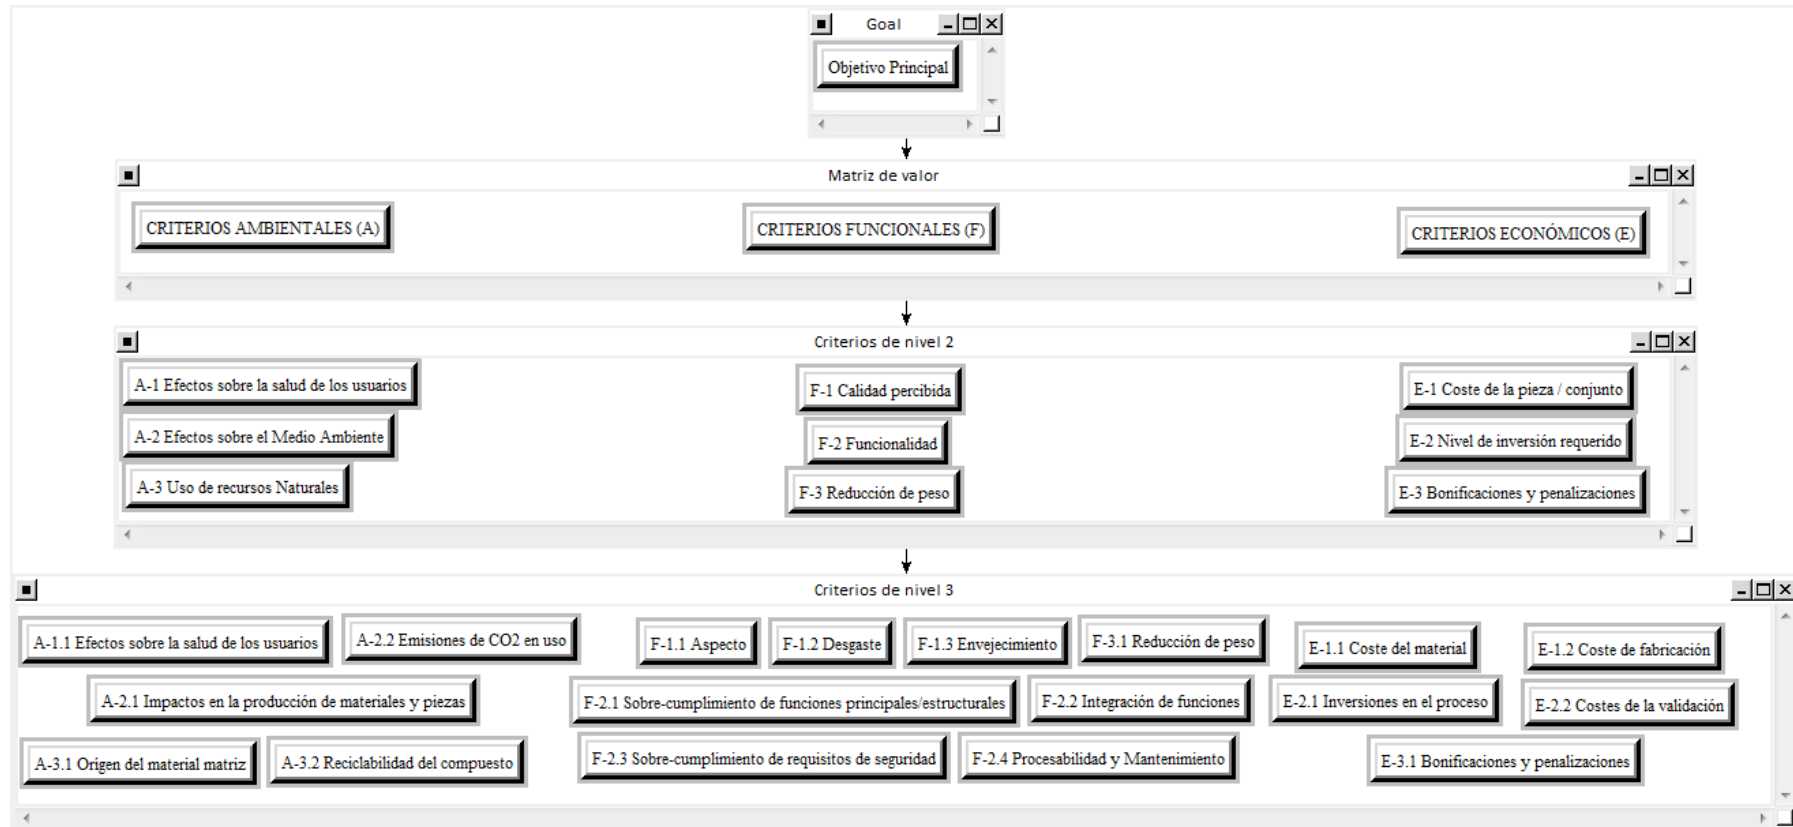 Goal
Objetivo Principal
Matriz de valor
CRITERIOS AMBIENTALES (A)
CRITERIOS FUNCIONALES (F)
CRITERIOS ECONÓMICOS (E)
Criterios de nivel 2
A-1 Efectos sobre la salud de los usuarios
F-1 Calidad percibida
E-1 Coste de la pieza / conjunto
A-2 Efectos sobre el Medio Ambiente
F-2 Funcionalidad
E-2 Nivel de inversión requerido
A-3 Uso de recursos Naturales
F-3 Reducción de peso
E-3 Bonificaciones y penalizaciones
Criterios de nivel 3
A-1.1 Efectos sobre la salud de los usuarios
A-2.2 Emisiones de CO2 en uso
F-1.1 Aspecto
F-1.2 Desgaste
F-1.3 Envejecimiento
F-3.1 Reducción de peso
E-1.1 Coste del material
E-1.2 Coste de fabricación
A-2.1 Impactos en la producción de materiales y piezas
F-2.1 Sobre-cumplimiento de funciones principales/estructurales
F-2.2 Integración de funciones
E-2.1 Inversiones en el proceso
E-2.2 Costes de la validación
A-3.1 Origen del material matriz
A-3.2 Reciclabilidad del compuesto
F-2.3 Sobre-cumplimiento de requisitos de seguridad
F-2.4 Procesabilidad y Mantenimiento
E-3.1 Bonificaciones y penalizaciones